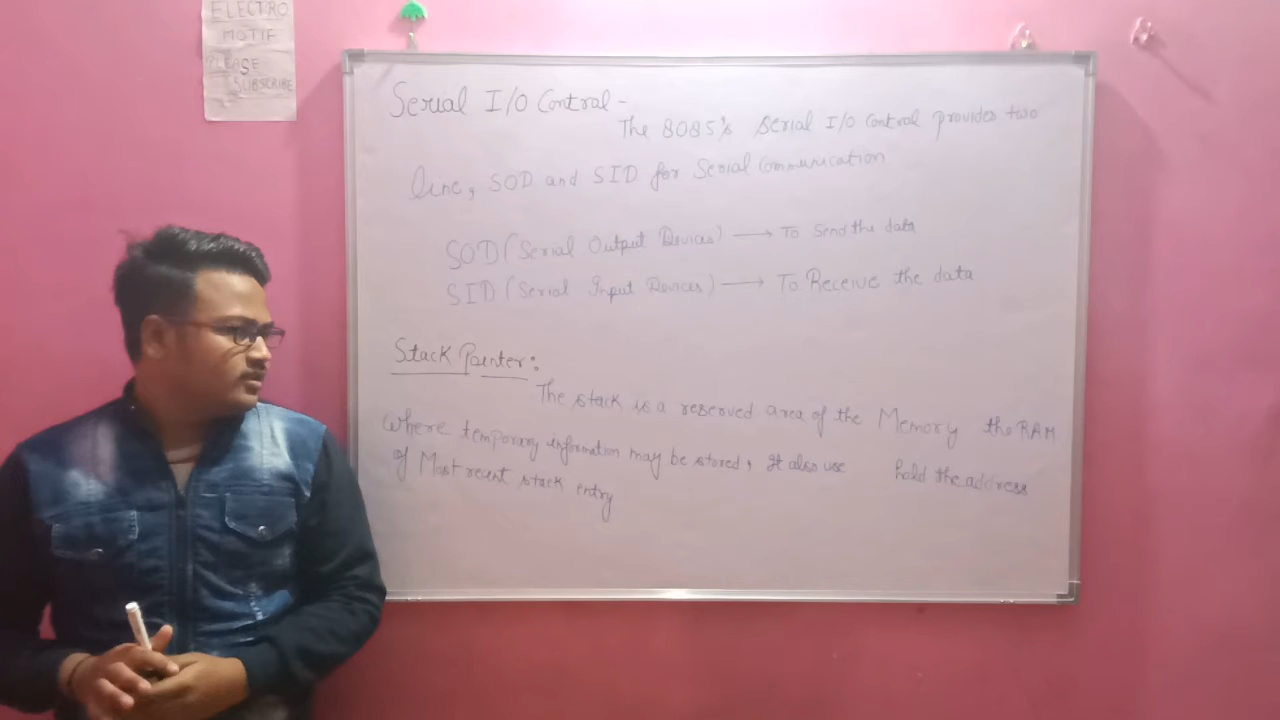 ELECTRO
MOTIF
PLEASE
SUBSCRIBE
Serial I/O Control -
The 8085's Serial I/O Control provides two
line, SOD and SID for Serial Communication
SOD (Serial Output Devices) → To Send the data
SID (Serial Input Devices) → To Receive the data
Stack Pointer:
The stack is a reserved area of the Memory the RAM
where temporary information may be stored, It also use hold the address
of Most recent stack entry